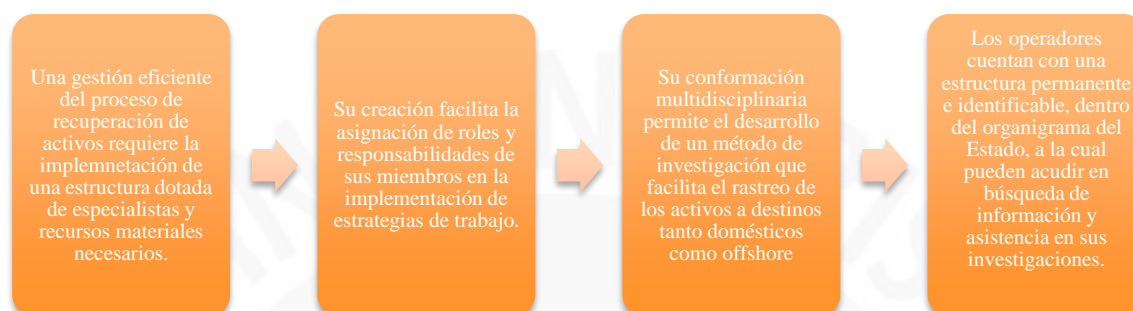 Una gestión eficiente
del proceso de
recuperación de
activos requiere la
implemnetación de
una estructura dotada
de especialistas y
recursos materiales
necesarios.
Su creación facilita la
asignación de roles y
responsabilidades de
sus miembros en la
implementación de
estrategias de trabajo.
Su conformación
multidisciplinaria
permite el desarrollo
de un método de
investigación que
facilita el rastreo de
los activos a destinos
tanto domésticos
como offshore
Los operadores
cuentan con una
estructura permanente
e identificable, dentro
del organigrama del
Estado, a la cual
pueden acudir en
búsqueda de
información y
asistencia en sus
investigaciones.